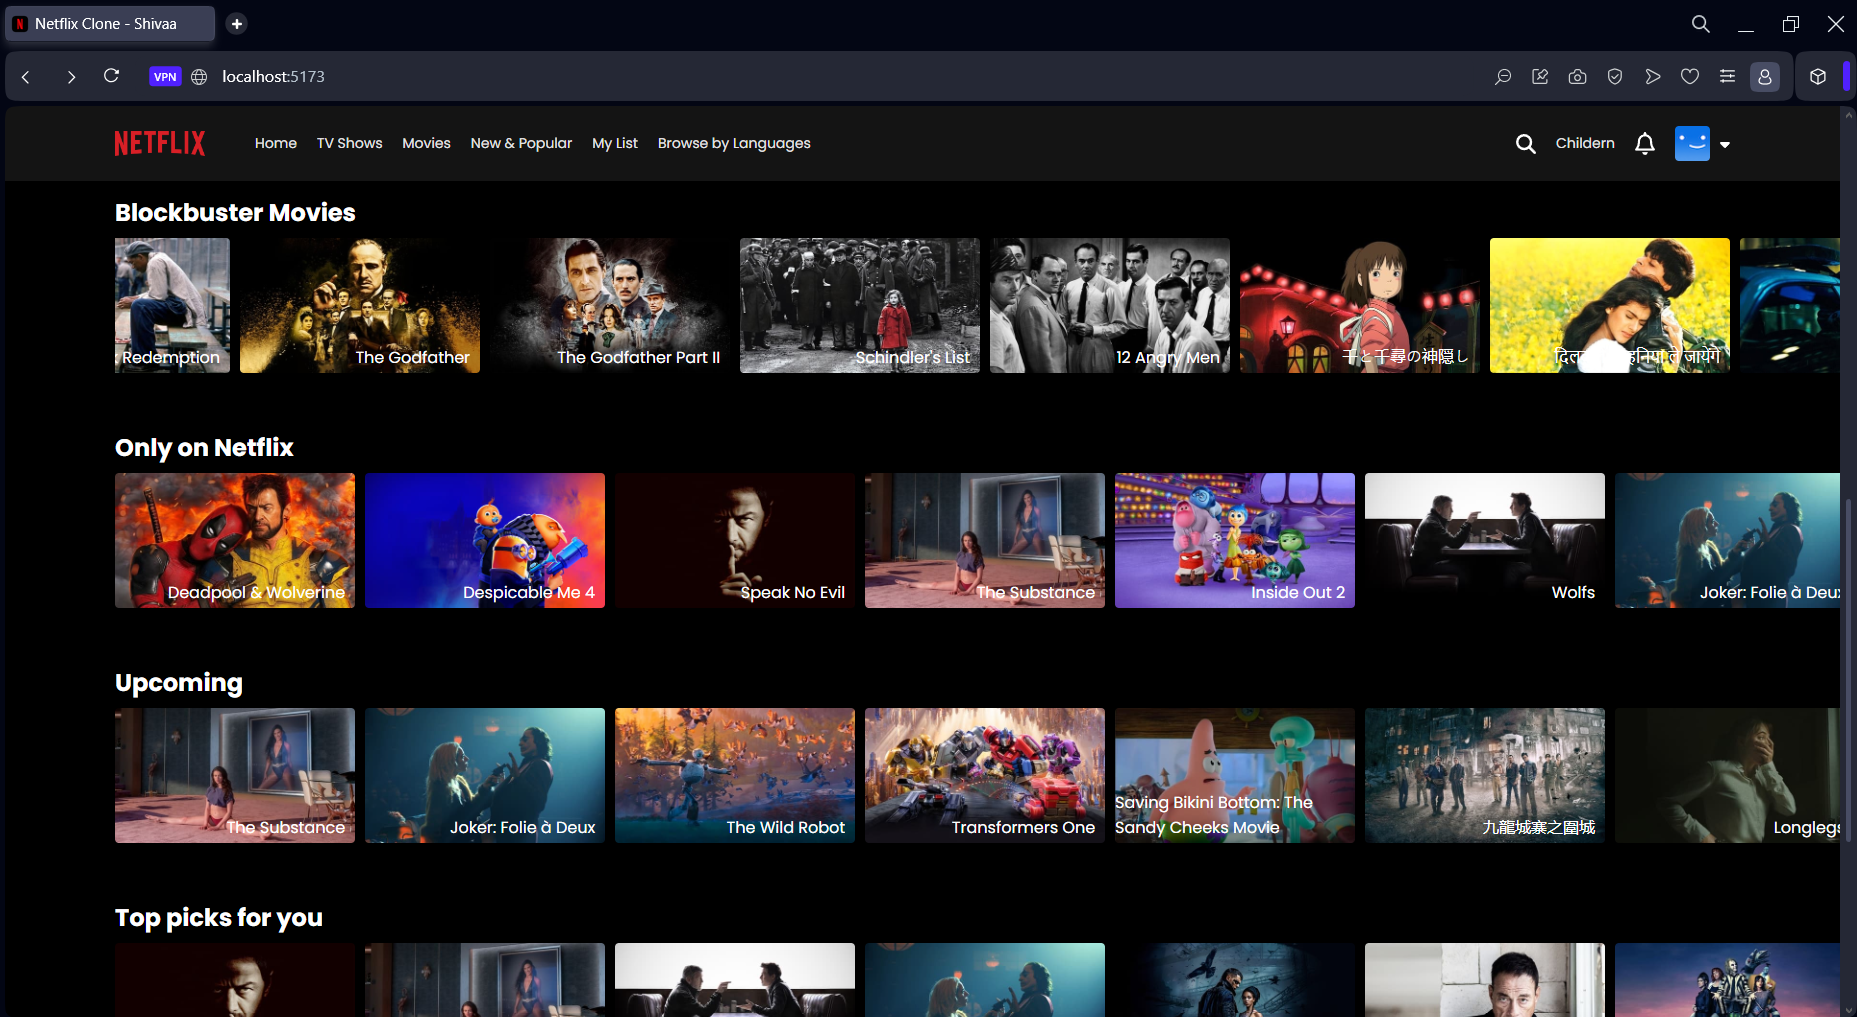 Netflix Clone - Shivaa
VPN
localhost:5173
NETFLIX
Home
TV Shows
Movies
New & Popular
My List
Browse by Languages
Childern
Blockbuster Movies
Redemption
The Godfather
The Godfather Part II
Schindler's List
12 Angry Men
千と千尋の神隠し
ले जायेंगे
Only on Netflix
Deadpool & Wolverine
Despicable Me 4
Speak No Evil
The Substance
Inside Out 2
Wolfs
Joker: Folie à Deux
Upcoming
The Substance
Joker: Folie à Deux
The Wild Robot
Transformers One
Saving Bikini Bottom: The
Sandy Cheeks Movie
九龍城寨之圍城
Longlegs
Top picks for you